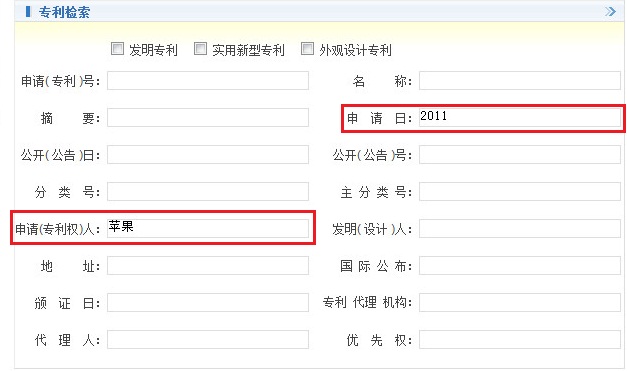 专利检索
发明专利 实用新型专利 外观设计专利
申请(专利)号: 名 称:
摘 要: 申 请 日: 2011
公开(公告)日: 公开(公告)号:
分 类 号: 主 分 类 号:
申请(专利权)人: 苹果 发明(设计)人:
地 址: 国 际 公 布:
颁 证 日: 专利 代理 机构:
代 理 人: 优 先 权: